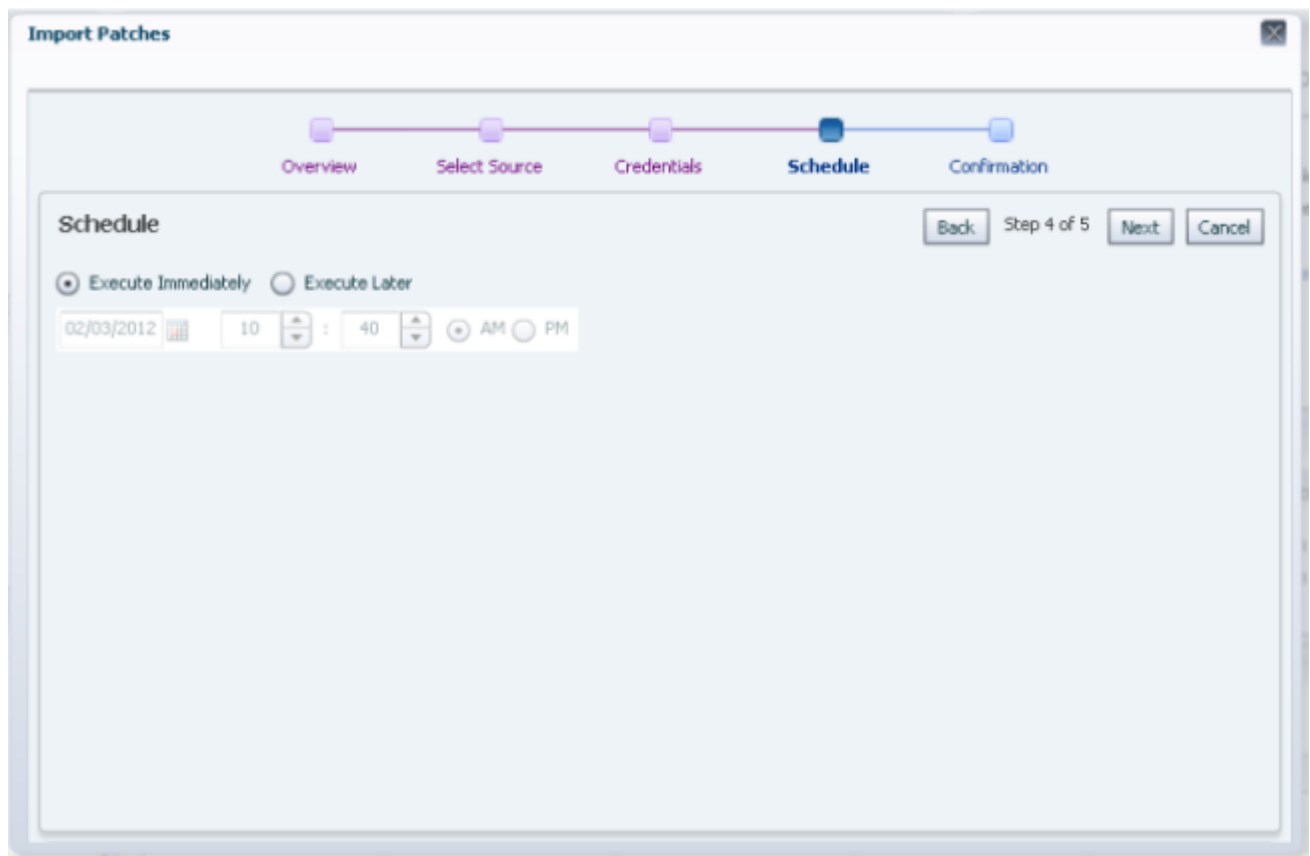 Import Patches
Overview Select Source Credentials Schedule Confirmation
Schedule Back Step 4 of 5 Next Cancel
Execute Immediately Execute Later
02/03/2012 10 : 40 AM PM